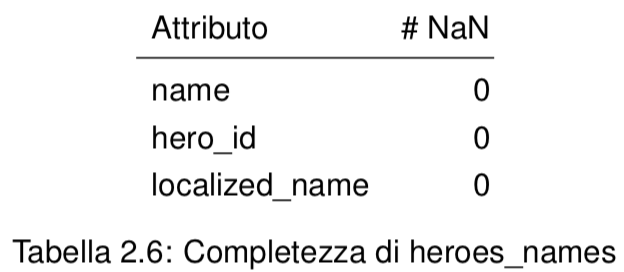 Attributo # NaN
name 0
hero_id 0
localized_name 0
Tabella 2.6: Completezza di heroes_names